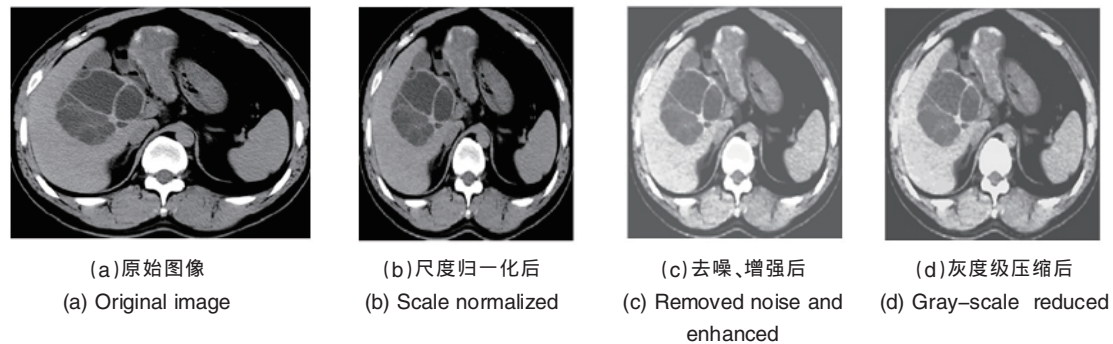 (a)原始图像
(a) Original image
(b)尺度归一化后
(b) Scale normalized
(c)去噪、增强后
(c) Removed noise and
enhanced
(d)灰度级压缩后
(d) Gray–scale reduced